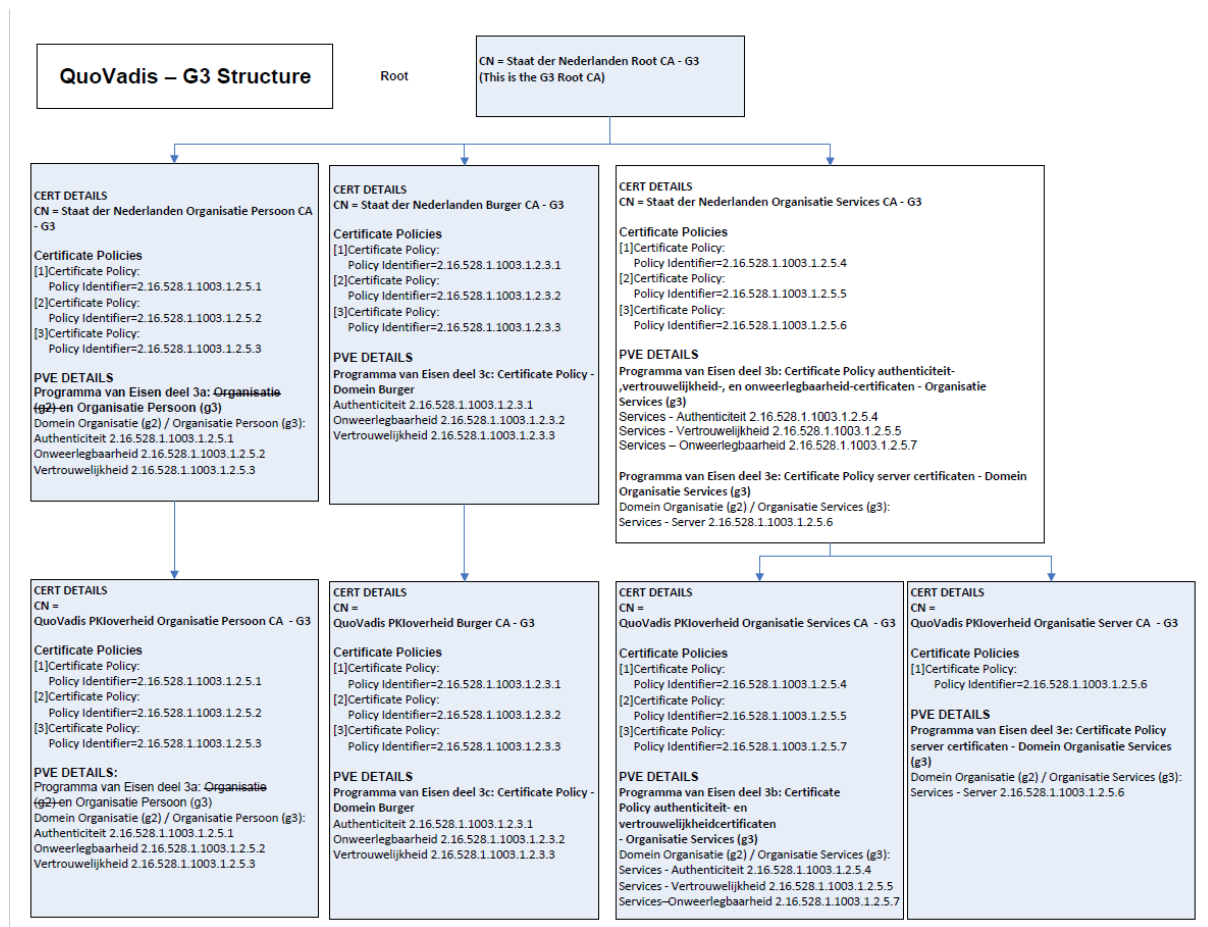 QuoVadis – G3 Structure
Root
CN = Staat der Nederlanden Root CA - G3
(This is the G3 Root CA)
CERT DETAILS
CN = Staat der Nederlanden Organisatie Persoon CA
- G3
Certificate Policies
[1]Certificate Policy:
Policy Identifier=2.16.528.1.1003.1.2.5.1
[2]Certificate Policy:
Policy Identifier=2.16.528.1.1003.1.2.5.2
[3]Certificate Policy:
Policy Identifier=2.16.528.1.1003.1.2.5.3
PVE DETAILS
Programma van Eisen deel 3a: Organisatie
(g2) en Organisatie Persoon (g3)
Domein Organisatie (g2) / Organisatie Persoon (g3):
Authenticiteit 2.16.528.1.1003.1.2.5.1
Onweerlegbaarheid 2.16.528.1.1003.1.2.5.2
Vertrouwelijkheid 2.16.528.1.1003.1.2.5.3
CERT DETAILS
CN = Staat der Nederlanden Burger CA - G3
Certificate Policies
[1]Certificate Policy:
Policy Identifier=2.16.528.1.1003.1.2.3.1
[2]Certificate Policy:
Policy Identifier=2.16.528.1.1003.1.2.3.2
[3]Certificate Policy:
Policy Identifier=2.16.528.1.1003.1.2.3.3
PVE DETAILS
Programma van Eisen deel 3c: Certificate Policy -
Domein Burger
Authenticiteit 2.16.528.1.1003.1.2.3.1
Onweerlegbaarheid 2.16.528.1.1003.1.2.3.2
Vertrouwelijkheid 2.16.528.1.1003.1.2.3.3
CERT DETAILS
CN = Staat der Nederlanden Organisatie Services CA - G3
Certificate Policies
[1]Certificate Policy:
Policy Identifier=2.16.528.1.1003.1.2.5.4
[2]Certificate Policy:
Policy Identifier=2.16.528.1.1003.1.2.5.5
[3]Certificate Policy:
Policy Identifier=2.16.528.1.1003.1.2.5.6
PVE DETAILS
Programma van Eisen deel 3b: Certificate Policy authenticiteit-
,vertrouwelijkheid-, en onweerlegbaarheid-certificaten - Organisatie
Services (g3)
Services - Authenticiteit 2.16.528.1.1003.1.2.5.4
Services - Vertrouwelijkheid 2.16.528.1.1003.1.2.5.5
Services – Onweerlegbaarheid 2.16.528.1.1003.1.2.5.7
Programma van Eisen deel 3e: Certificate Policy server certificaten - Domein
Organisatie Services (g3)
Domein Organisatie (g2) / Organisatie Services (g3):
Services - Server 2.16.528.1.1003.1.2.5.6
CERT DETAILS
CN =
QuoVadis PKIoverheid Organisatie Persoon CA - G3
Certificate Policies
[1]Certificate Policy:
Policy Identifier=2.16.528.1.1003.1.2.5.1
[2]Certificate Policy:
Policy Identifier=2.16.528.1.1003.1.2.5.2
[3]Certificate Policy:
Policy Identifier=2.16.528.1.1003.1.2.5.3
PVE DETAILS:
Programma van Eisen deel 3a: Organisatie
(g2) en Organisatie Persoon (g3)
Domein Organisatie (g2) / Organisatie Persoon (g3):
Authenticiteit 2.16.528.1.1003.1.2.5.1
Onweerlegbaarheid 2.16.528.1.1003.1.2.5.2
Vertrouwelijkheid 2.16.528.1.1003.1.2.5.3
CERT DETAILS
CN =
QuoVadis PKIoverheid Burger CA - G3
Certificate Policies
[1]Certificate Policy:
Policy Identifier=2.16.528.1.1003.1.2.3.1
[2]Certificate Policy:
Policy Identifier=2.16.528.1.1003.1.2.3.2
[3]Certificate Policy:
Policy Identifier=2.16.528.1.1003.1.2.3.3
PVE DETAILS
Programma van Eisen deel 3c: Certificate Policy -
Domein Burger
Authenticiteit 2.16.528.1.1003.1.2.3.1
Onweerlegbaarheid 2.16.528.1.1003.1.2.3.2
Vertrouwelijkheid 2.16.528.1.1003.1.2.3.3
CERT DETAILS
CN =
QuoVadis PKIoverheid Organisatie Services CA - G3
Certificate Policies
[1]Certificate Policy:
Policy Identifier=2.16.528.1.1003.1.2.5.4
[2]Certificate Policy:
Policy Identifier=2.16.528.1.1003.1.2.5.5
[3]Certificate Policy:
Policy Identifier=2.16.528.1.1003.1.2.5.7
PVE DETAILS
Programma van Eisen deel 3b: Certificate
Policy authenticiteit- en
vertrouwelijkheidcertificaten
- Organisatie Services (g3)
Domein Organisatie (g2) / Organisatie Services (g3):
Services - Authenticiteit 2.16.528.1.1003.1.2.5.4
Services - Vertrouwelijkheid 2.16.528.1.1003.1.2.5.5
Services–Onweerlegbaarheid 2.16.528.1.1003.1.2.5.7
CERT DETAILS
CN =
QuoVadis PKIoverheid Organisatie Server CA - G3
Certificate Policies
[1]Certificate Policy:
Policy Identifier=2.16.528.1.1003.1.2.5.6
PVE DETAILS
Programma van Eisen deel 3e: Certificate Policy
server certificaten - Domein Organisatie Services
(g3)
Domein Organisatie (g2) / Organisatie Services (g3):
Services - Server 2.16.528.1.1003.1.2.5.6